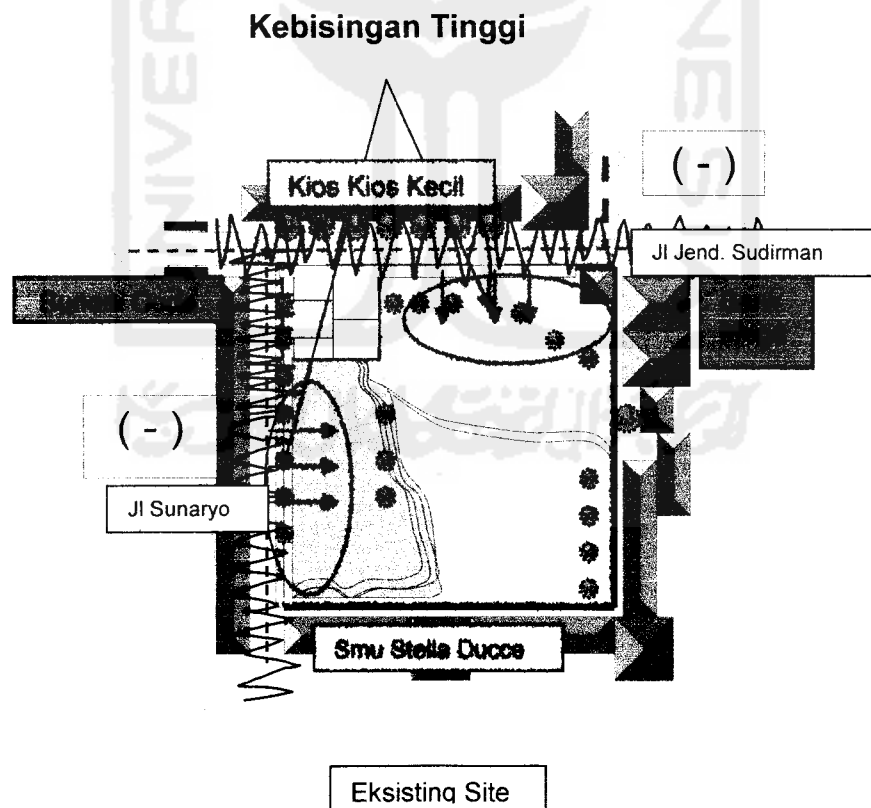 Kebisingan Tinggi
Kios Kios Kecil
( - )
Jl Jend. Sudirman
( - )
Jl Sunaryo
Smu Stella Ducce
Eksisting Site